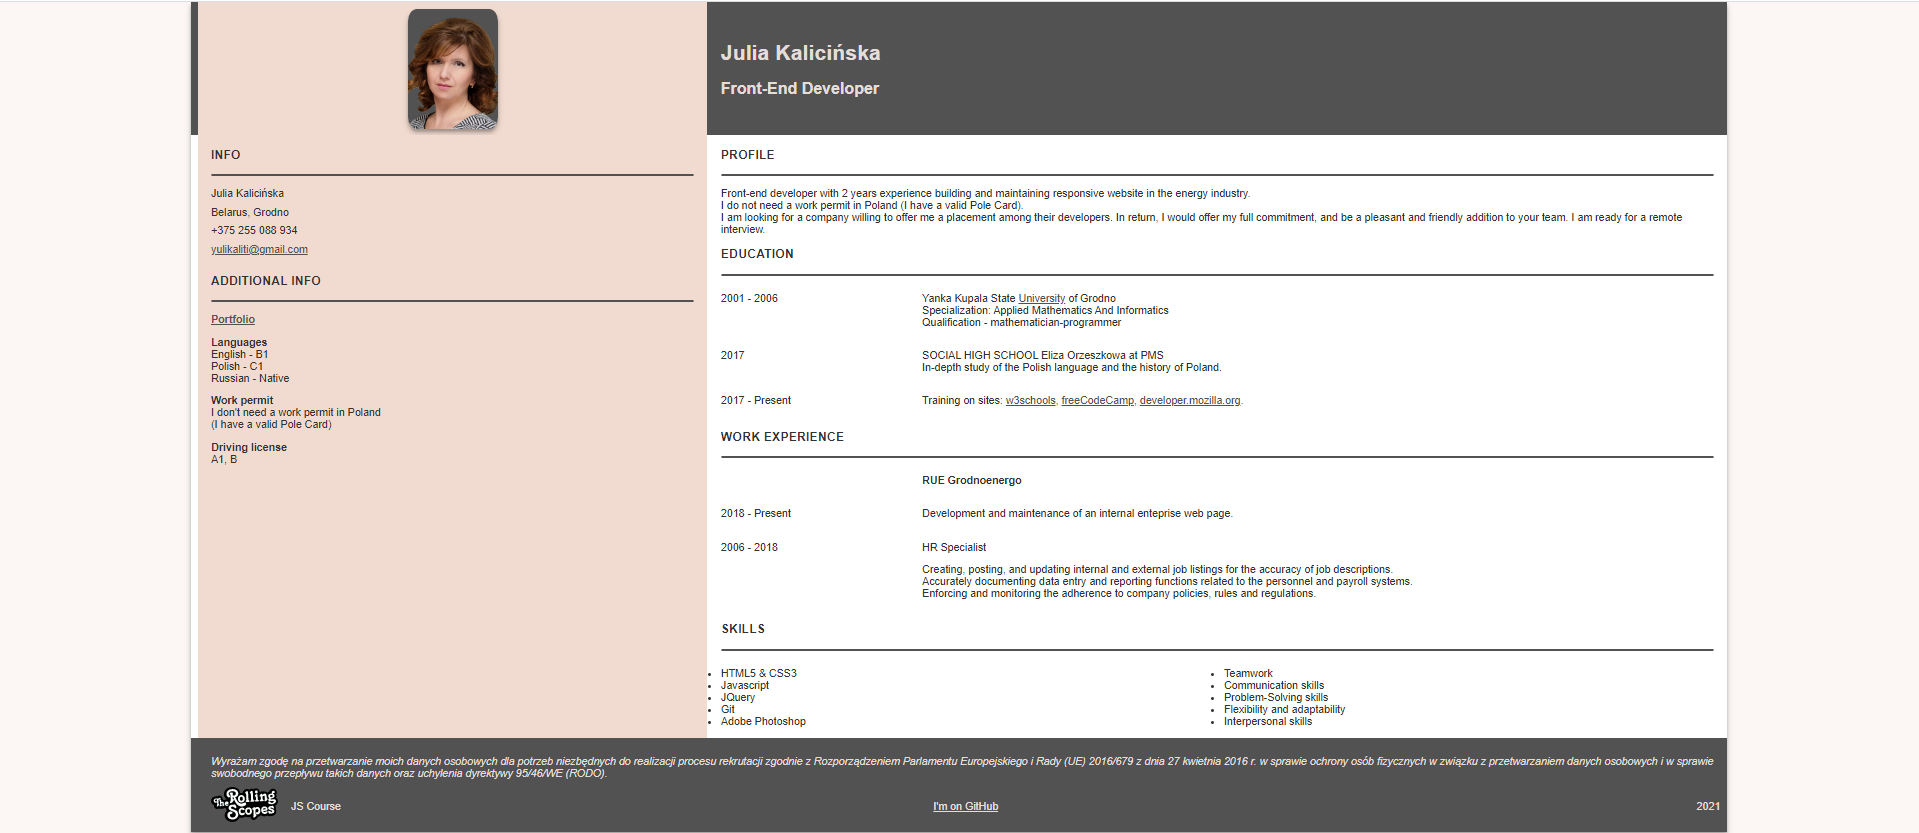 Julia Kalicińska
Front-End Developer
INFO
Julia Kalicińska
Belarus, Grodno
+375 255 088 934
yulikaliti@gmail.com
ADDITIONAL INFO
Portfolio
Languages
English - B1
Polish - C1
Russian - Native
Work permit
I don't need a work permit in Poland
(I have a valid Pole Card)
Driving license
A1, B
PROFILE
Front-end developer with 2 years experience building and maintaining responsive website in the energy industry.
I do not need a work permit in Poland (I have a valid Pole Card).
I am looking for a company willing to offer me a placement among their developers. In return, I would offer my full commitment, and be a pleasant and friendly addition to your team. I am ready for a remote
interview.
EDUCATION
2001 - 2006
Yanka Kupala State University of Grodno
Specialization: Applied Mathematics And Informatics
Qualification - mathematician-programmer
2017
SOCIAL HIGH SCHOOL Eliza Orzeszkowa at PMS
In-depth study of the Polish language and the history of Poland.
2017 - Present
Training on sites: w3schools, freeCodeCamp, developer.mozilla.org.
WORK EXPERIENCE
RUE Grodnoenergo
2018 - Present
Development and maintenance of an internal enteprise web page.
2006 - 2018
HR Specialist
Creating, posting, and updating internal and external job listings for the accuracy of job descriptions.
Accurately documenting data entry and reporting functions related to the personnel and payroll systems.
Enforcing and monitoring the adherence to company policies, rules and regulations.
SKILLS
• HTML5 & CSS3
• Javascript
• JQuery
• Git
• Adobe Photoshop
• Teamwork
• Communication skills
• Problem-Solving skills
• Flexibility and adaptability
• Interpersonal skills
Wyrażam zgodę na przetwarzanie moich danych osobowych dla potrzeb niezbędnych do realizacji procesu rekrutacji zgodnie z Rozporządzeniem Parlamentu Europejskiego i Rady (UE) 2016/679 z dnia 27 kwietnia 2016 r. w sprawie ochrony osób fizycznych w związku z przetwarzaniem danych osobowych i w sprawie
swobodnego przepływu takich danych oraz uchylenia dyrektywy 95/46/WE (RODO).
The Rolling
Scopes
JS Course
I'm on GitHub
2021